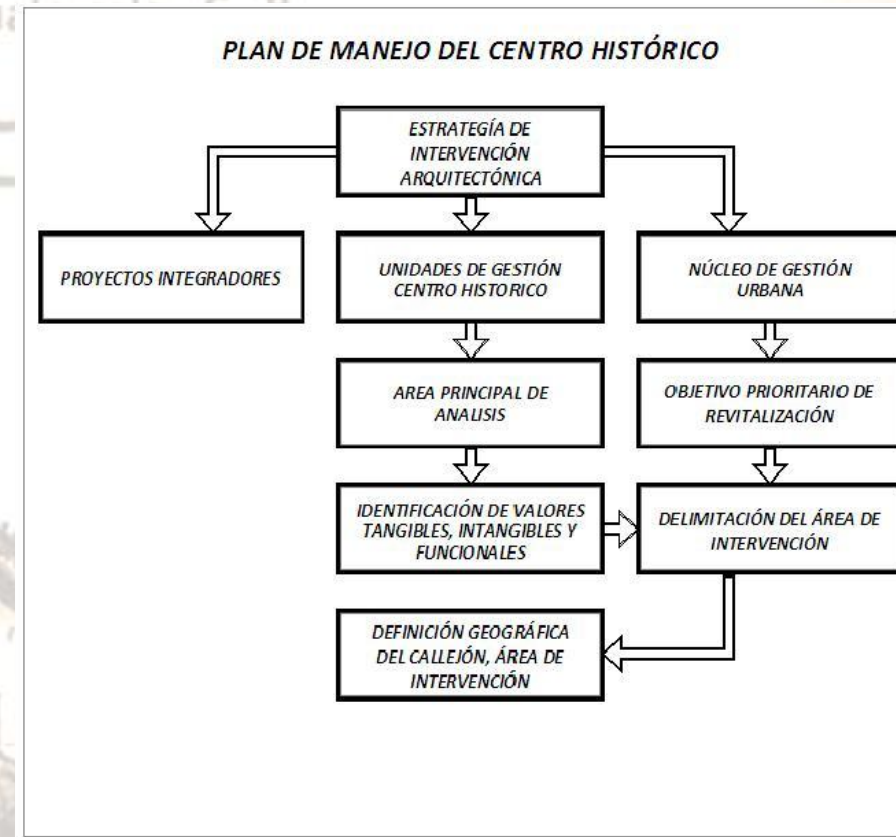 PLAN DE MANEJO DEL CENTRO HISTÓRICO
ESTRATEGÍA DE
INTERVENCIÓN
ARQUITECTÓNICA
PROYECTOS INTEGRADORES
UNIDADES DE GESTIÓN
CENTRO HISTORICO
NÚCLEO DE GESTIÓN
URBANA
AREA PRINCIPAL DE
ANALISIS
OBJETIVO PRIORITARIO DE
REVITALIZACIÓN
IDENTIFICACIÓN DE VALORES
TANGIBLES, INTANGIBLES Y
FUNCIONALES
DELIMITACIÓN DEL ÁREA DE
INTERVENCIÓN
DEFINICIÓN GEOGRÁFICA
DEL CALLEJÓN, ÁREA DE
INTERVENCIÓN